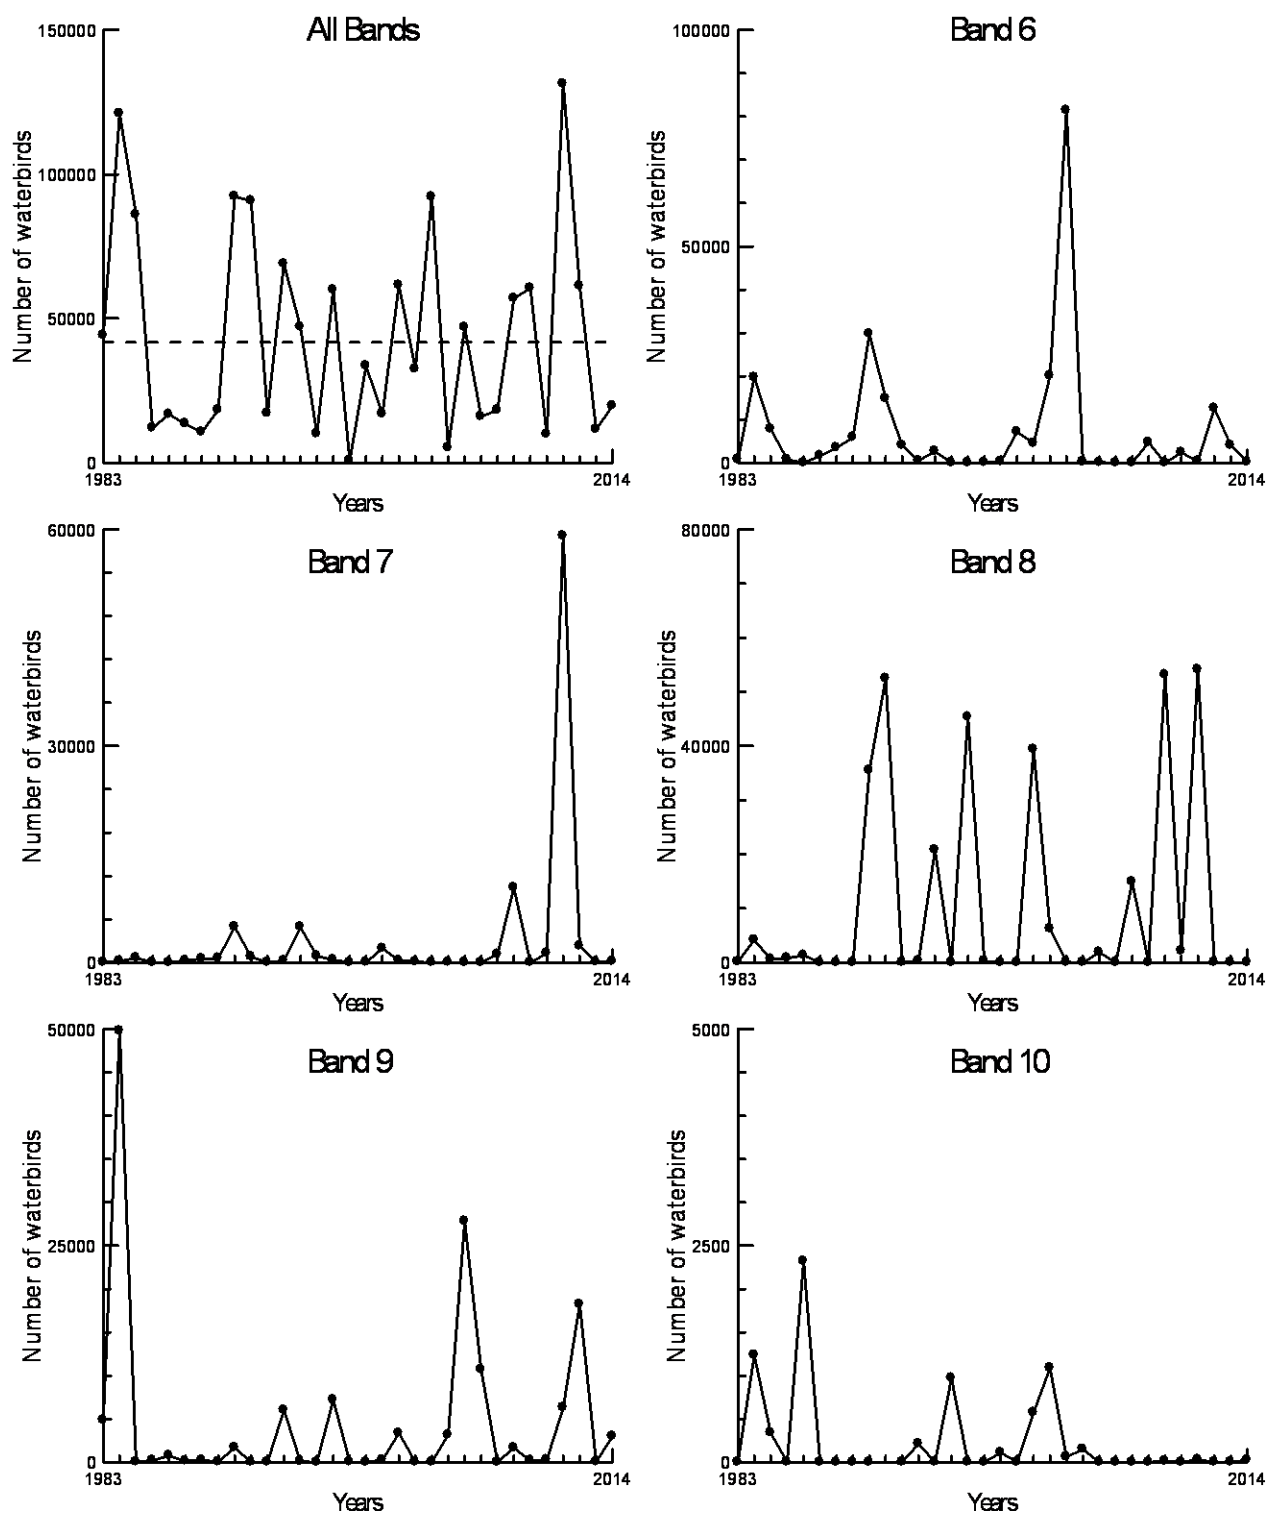 All Bands
150000
100000
50000
0
Number of waterbirds
1983
2014
Years
Band 6
100000
50000
0
Number of waterbirds
1983
2014
Years
Band 7
60000
30000
0
Number of waterbirds
1983
2014
Years
Band 8
80000
40000
0
Number of waterbirds
1983
2014
Years
Band 9
50000
25000
0
Number of waterbirds
1983
2014
Years
Band 10
5000
2500
0
Number of waterbirds
1983
2014
Years